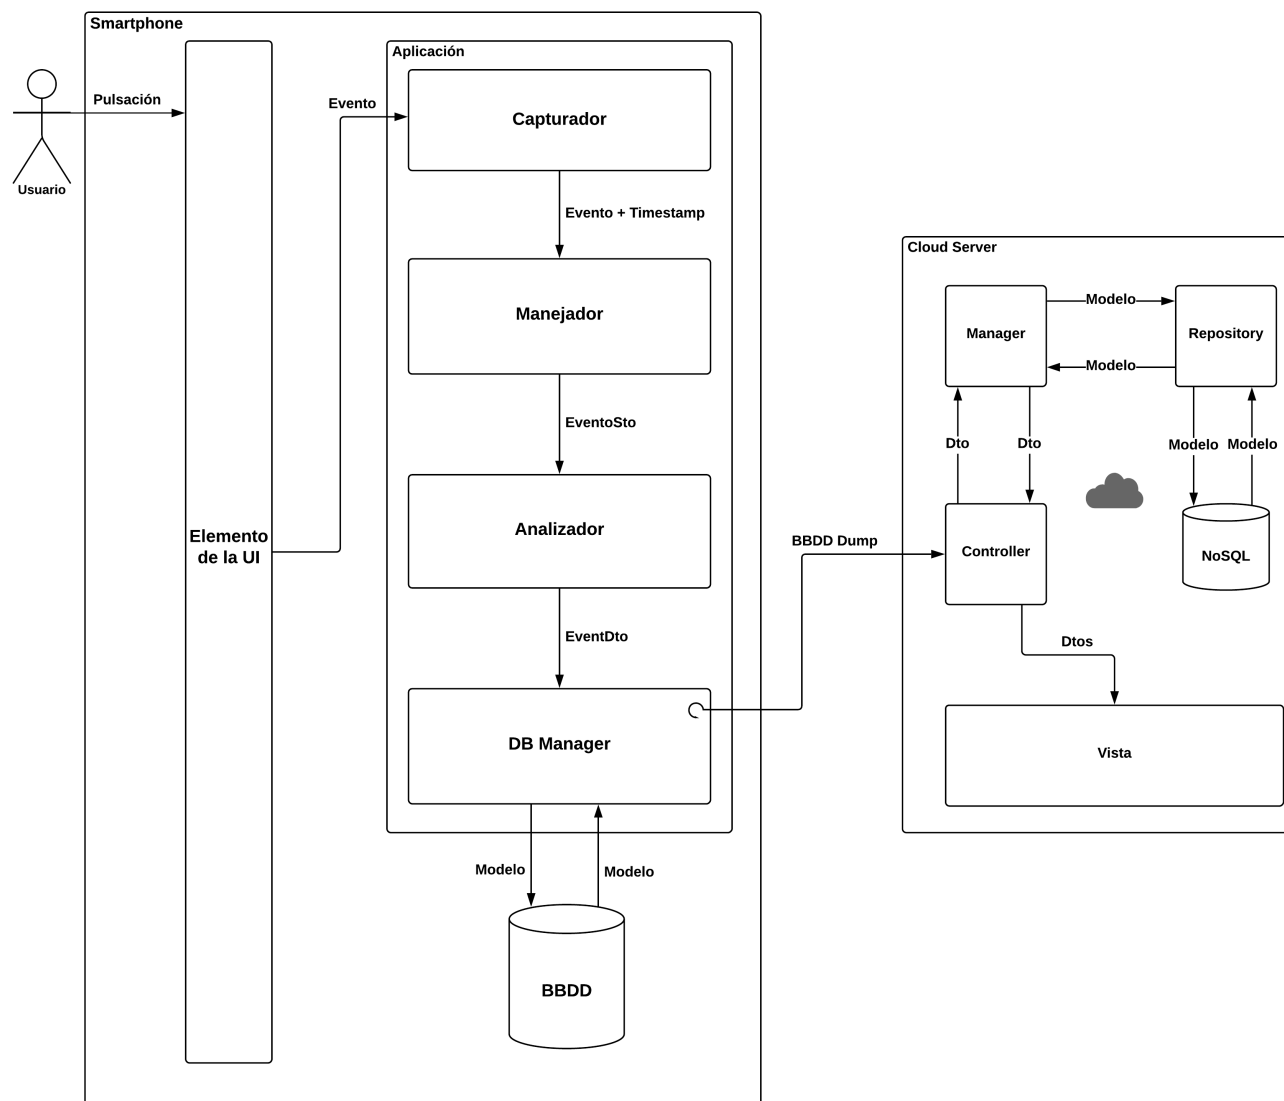 Smartphone
Aplicación
Pulsación
Evento
Capturador
Usuario
Evento + Timestamp
Cloud Server
Modelo
Manejador
Manager
Repository
Modelo
EventoSto
Dto
Dto
Modelo
Modelo
Elemento
de la UI
Analizador
BBDD Dump
Controller
NoSQL
EventDto
Dtos
DB Manager
Vista
Modelo
Modelo
BBDD